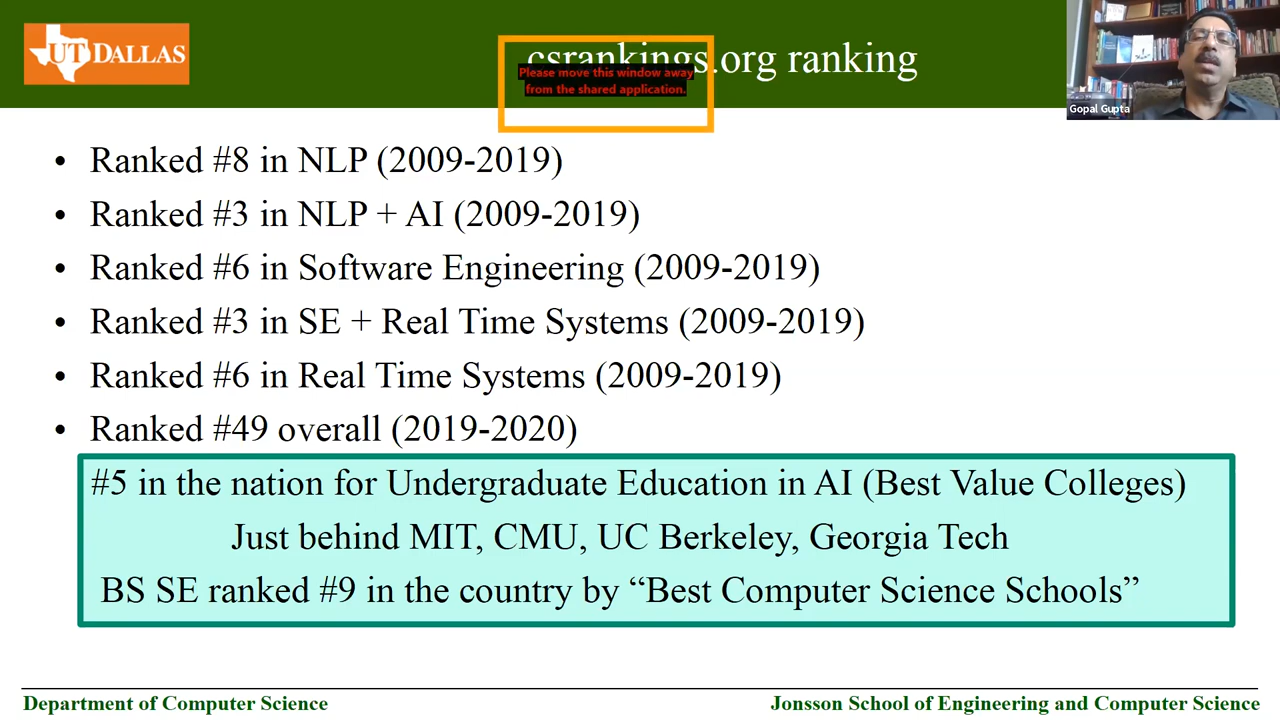 UT DALLAS
csrankings.org ranking
Please move this window away
from the shared application.
Gopal Gupta
• Ranked #8 in NLP (2009-2019)
• Ranked #3 in NLP + AI (2009-2019)
• Ranked #6 in Software Engineering (2009-2019)
• Ranked #3 in SE + Real Time Systems (2009-2019)
• Ranked #6 in Real Time Systems (2009-2019)
• Ranked #49 overall (2019-2020)
#5 in the nation for Undergraduate Education in AI (Best Value Colleges)
Just behind MIT, CMU, UC Berkeley, Georgia Tech
BS SE ranked #9 in the country by “Best Computer Science Schools”
Department of Computer Science
Jonsson School of Engineering and Computer Science